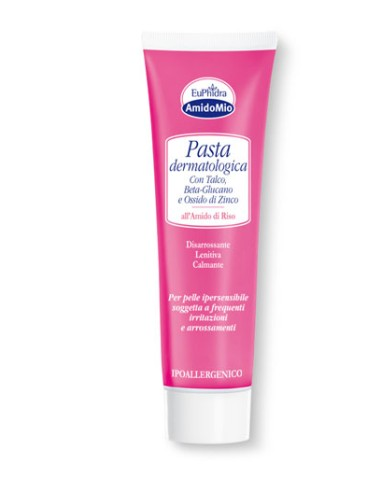 EuPhidra
AmidoMio
Pasta
dermatologica
Con Talco,
Beta-Glucano
e Ossido di Zinco
all'Amido di Riso
Disarrossante
Lenitiva
Calmante
Per pelle ipersensibile
soggetta a frequenti
irritazioni
e arrossamenti
IPOALLERGENICO